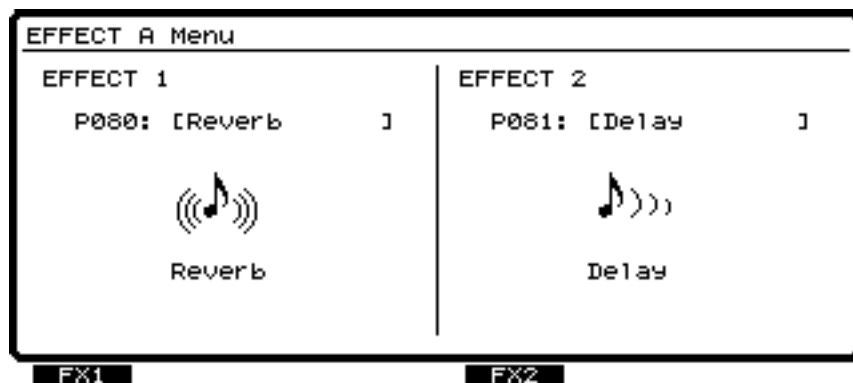 EFFECT A Menu
EFFECT 1
P080: [Reverb ]
Reverb
EFFECT 2
P081: [Delay ]
Delay
FX1
FX2